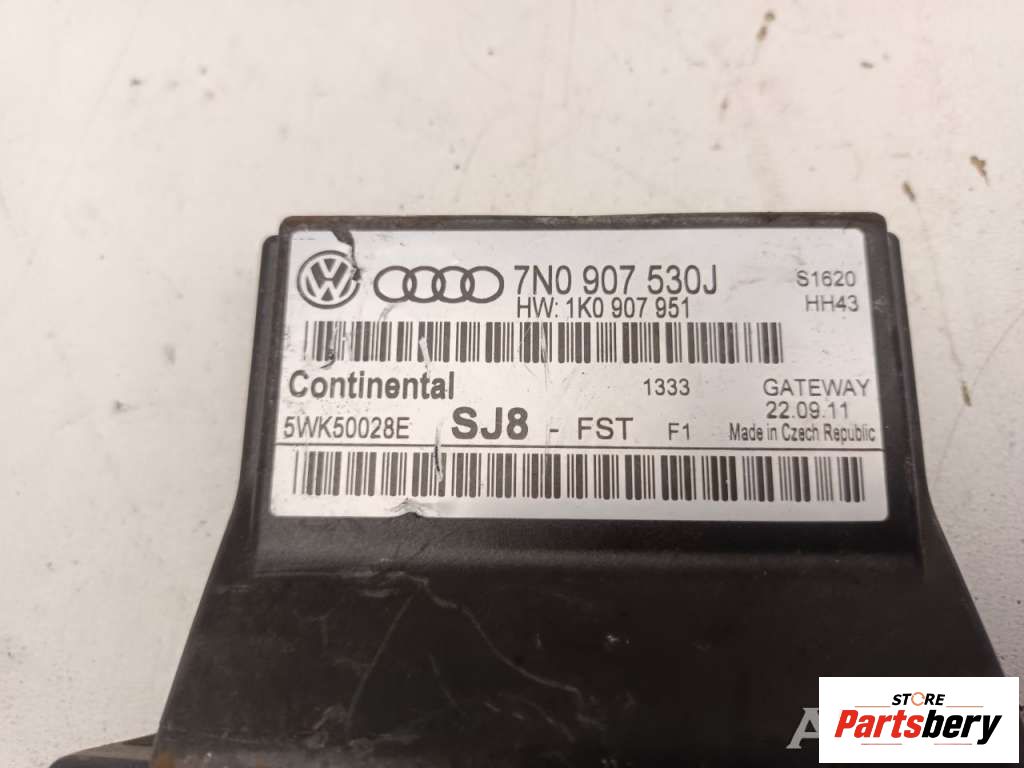 7N0 907 530J
HW: 1K0 907 951
S1620
HH43
Continental
1333
GATEWAY
22.09.11
5WK50028E
SJ8 - FST F1
Made in Czech Republic
STORE
Partsbery